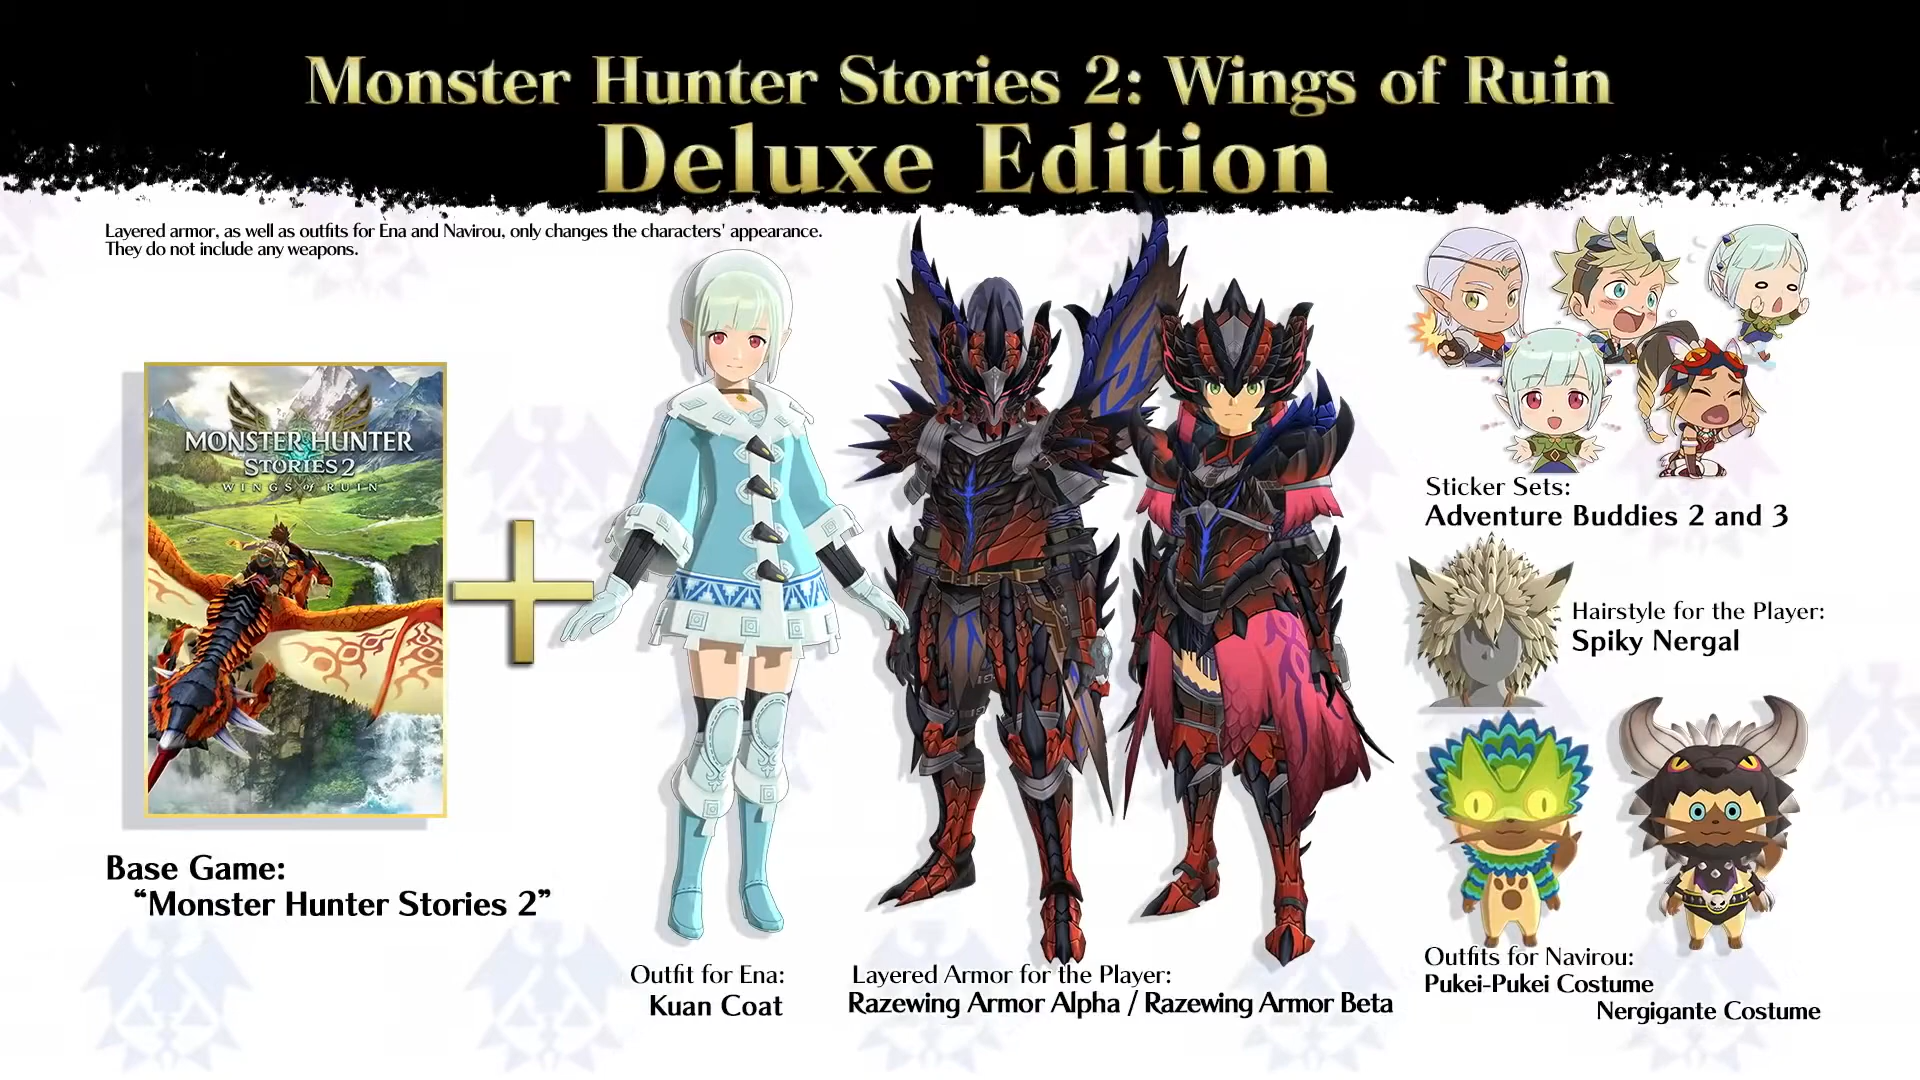 Monster Hunter Stories 2: Wings of Ruin
Deluxe Edition
Layered armor, as well as outfits for Ena and Navirou, only changes the characters' appearance.
They do not include any weapons.
MONSTER HUNTER
STORIES 2
WINGS of RUIN
Base Game:
“Monster Hunter Stories 2”
Outfit for Ena:
Kuan Coat
Layered Armor for the Player:
Razewing Armor Alpha / Razewing Armor Beta
Sticker Sets:
Adventure Buddies 2 and 3
Hairstyle for the Player:
Spiky Nergal
Outfits for Navirou:
Pukei-Pukei Costume
Nergigante Costume